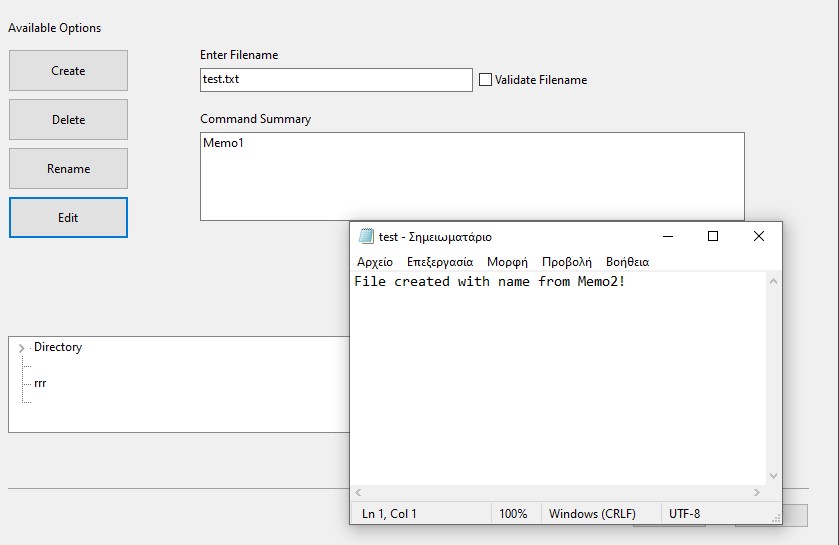 Available Options
Create
Delete
Rename
Edit
Enter Filename
test.txt
Validate Filename
Command Summary
Memo1
Directory
rrr
test - Σημειωματάριο
Αρχείο Επεξεργασία Μορφή Προβολή Βοήθεια
File created with name from Memo2!
Ln 1, Col 1 100% Windows (CRLF) UTF-8